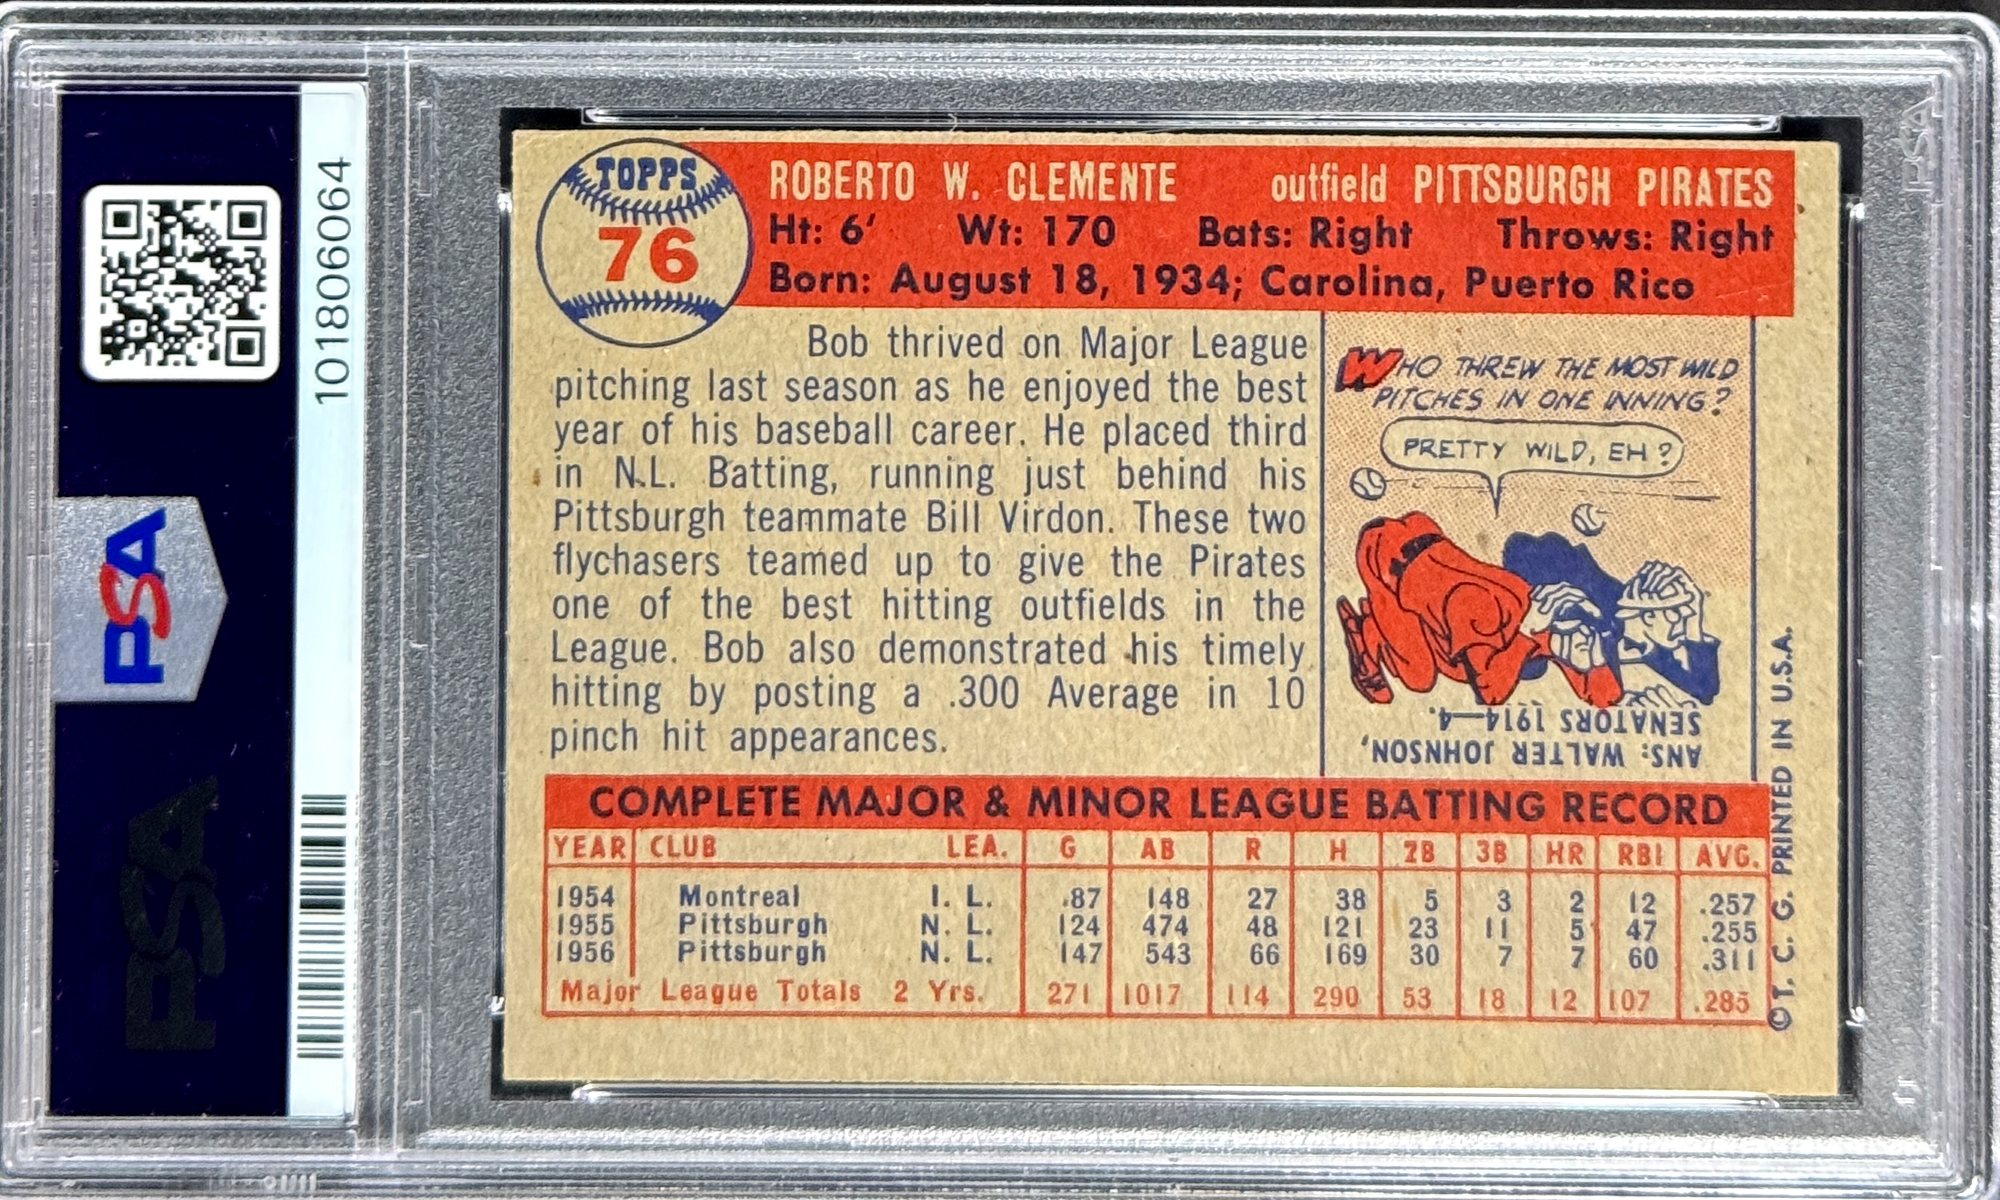 PSA
101806064
PSA
PSA
TOPPS
76
ROBERTO W. CLEMENTE outfield PITTSBURGH PIRATES
Ht: 6' Wt: 170 Bats: Right Throws: Right
Born: August 18, 1934; Carolina, Puerto Rico
Bob thrived on Major League
pitching last season as he enjoyed the best
year of his baseball career. He placed third
in N.L. Batting, running just behind his
Pittsburgh teammate Bill Virdon. These two
flychasers teamed up to give the Pirates
one of the best hitting outfields in the
League. Bob also demonstrated his timely
hitting by posting a .300 Average in 10
pinch hit appearances.
WHO THREW THE MOST WILD
PITCHES IN ONE INNING?
PRETTY WILD, EH?
ANS: WALTER JOHNSON,
SENATORS 1914—4.
COMPLETE MAJOR & MINOR LEAGUE BATTING RECORD
YEAR CLUB LEA. G AB R H 2B 3B HR RBI AVG.
1954 Montreal I. L. 87 148 27 38 5 3 2 12 .257
1955 Pittsburgh N. L. 124 474 48 121 23 11 5 47 .255
1956 Pittsburgh N. L. 147 543 66 169 30 7 7 60 .311
Major League Totals 2 Yrs. 271 1017 114 290 53 18 12 107 .285
© T. C. G. PRINTED IN U.S.A.